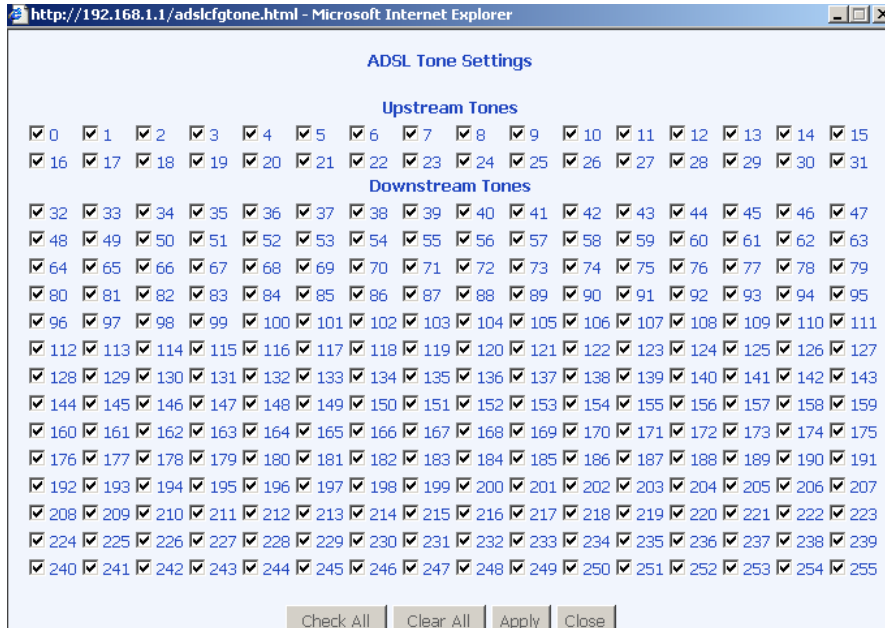 http://192.168.1.1/adslcfgtone.html - Microsoft Internet Explorer
ADSL Tone Settings
Upstream Tones
0 1 2 3 4 5 6 7 8 9 10 11 12 13 14 15
16 17 18 19 20 21 22 23 24 25 26 27 28 29 30 31
Downstream Tones
32 33 34 35 36 37 38 39 40 41 42 43 44 45 46 47
48 49 50 51 52 53 54 55 56 57 58 59 60 61 62 63
64 65 66 67 68 69 70 71 72 73 74 75 76 77 78 79
80 81 82 83 84 85 86 87 88 89 90 91 92 93 94 95
96 97 98 99 100 101 102 103 104 105 106 107 108 109 110 111
112 113 114 115 116 117 118 119 120 121 122 123 124 125 126 127
128 129 130 131 132 133 134 135 136 137 138 139 140 141 142 143
144 145 146 147 148 149 150 151 152 153 154 155 156 157 158 159
160 161 162 163 164 165 166 167 168 169 170 171 172 173 174 175
176 177 178 179 180 181 182 183 184 185 186 187 188 189 190 191
192 193 194 195 196 197 198 199 200 201 202 203 204 205 206 207
208 209 210 211 212 213 214 215 216 217 218 219 220 221 222 223
224 225 226 227 228 229 230 231 232 233 234 235 236 237 238 239
240 241 242 243 244 245 246 247 248 249 250 251 252 253 254 255
Check All Clear All Apply Close